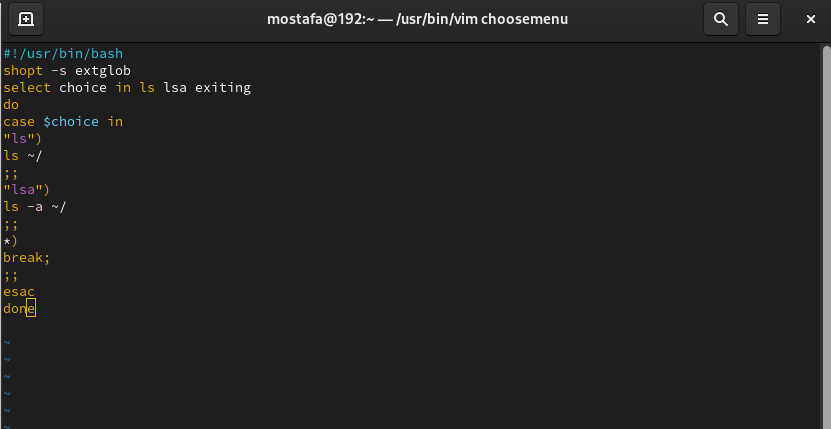 mostafa@192:~ — /usr/bin/vim choosemenu
#!/usr/bin/bash
shopt -s extglob
select choice in ls lsa exiting
do
case $choice in
"ls")
ls ~/
;;
"lsa")
ls -a ~/
;;
*)
break;
;;
esac
done
~
~
~
~
~
~